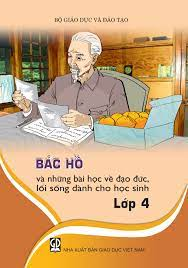 BỘ GIÁO DỤC VÀ ĐÀO TẠO
BÁC HỒ
và những bài học về đạo đức,
lối sống dành cho học sinh
Lớp 4
NHÀ XUẤT BẢN GIÁO DỤC VIỆT NAM